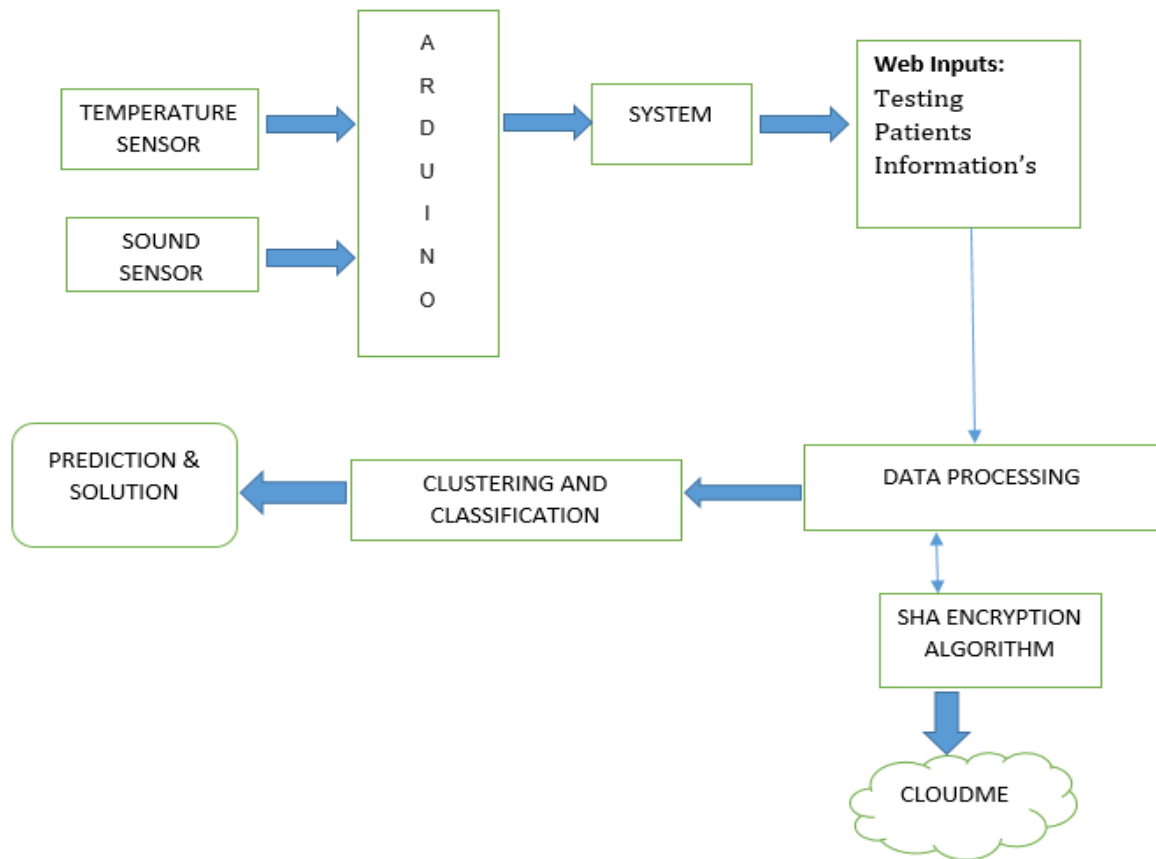 TEMPERATURE
SENSOR
SOUND
SENSOR
A
R
D
U
I
N
O
SYSTEM
Web Inputs:
Testing
Patients
Information’s
PREDICTION &
SOLUTION
CLUSTERING AND
CLASSIFICATION
DATA PROCESSING
SHA ENCRYPTION
ALGORITHM
CLOUDME